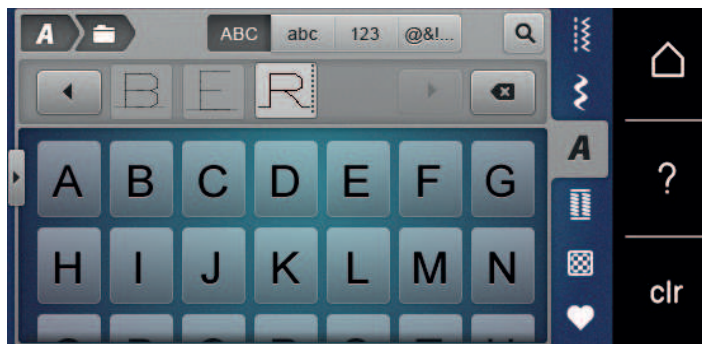 A ABC abc 123 @&!...
B E R
A
A B C D E F G
?
H I J K L M N
clr